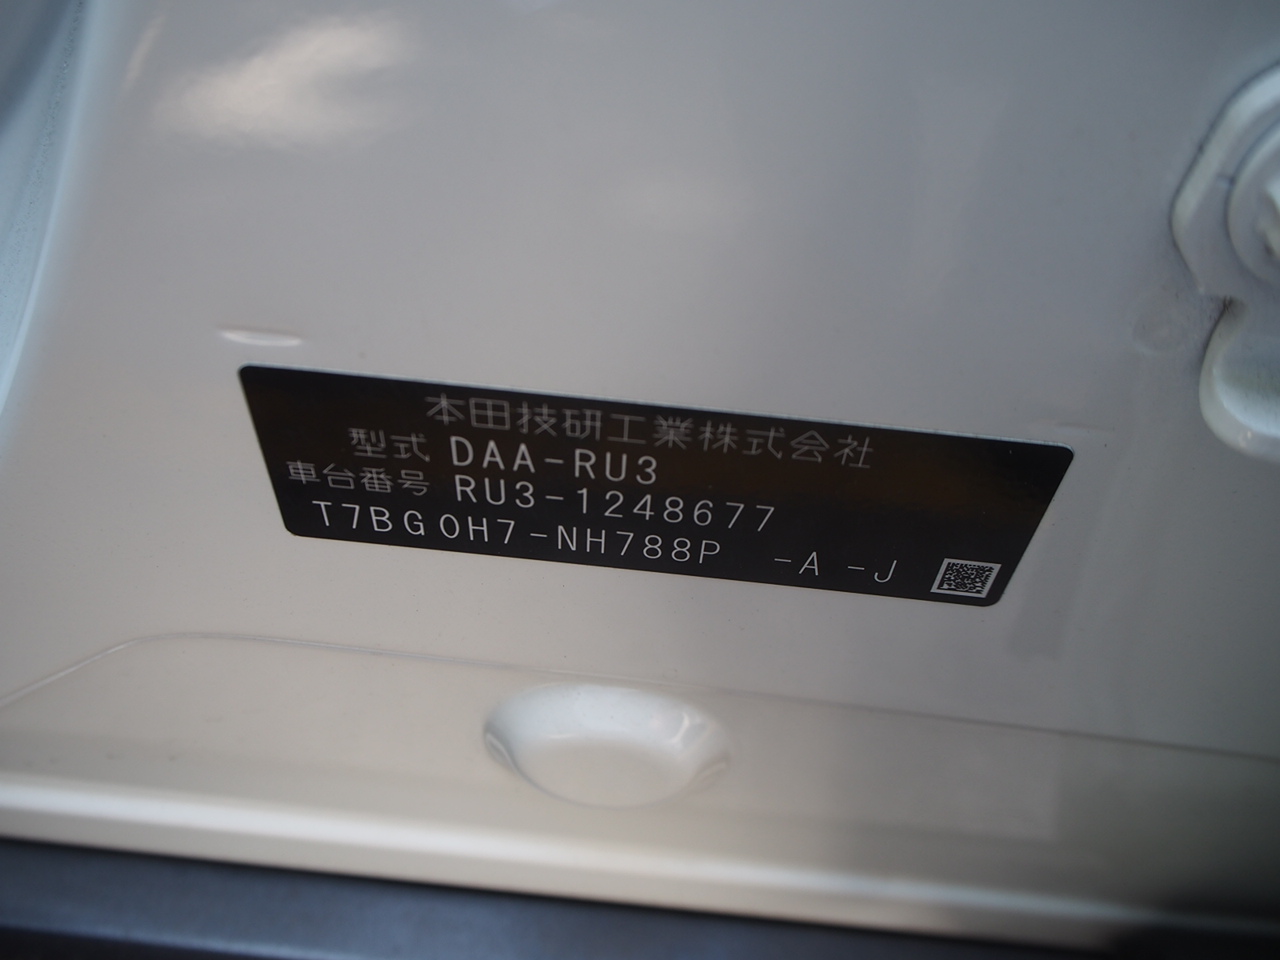 本田技研工業株式会社
型式 DAA-RU3
車台番号 RU3-1248677
T7BG0H7-NH788P -A -J